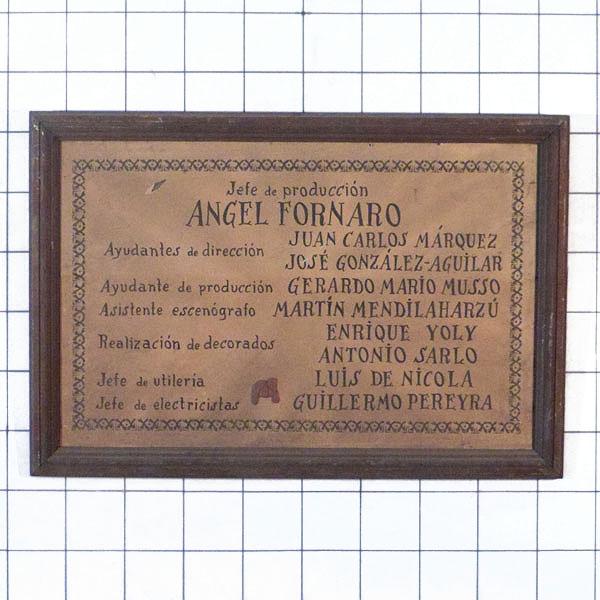 Jefe de producción
ANGEL FORNARO
Ayudantes de dirección JUAN CARLOS MÁRQUEZ
JOSÉ GONZÁLEZ-AGUILAR
Ayudante de producción GERARDO MARIO MUSSO
Asistente escenógrafo MARTÍN MENDILAHARZÚ
Realización de decorados ENRIQUE YOLY
ANTONIO SARLO
Jefe de utilería LUIS DE NICOLA
Jefe de electricistas GUILLERMO PEREYRA